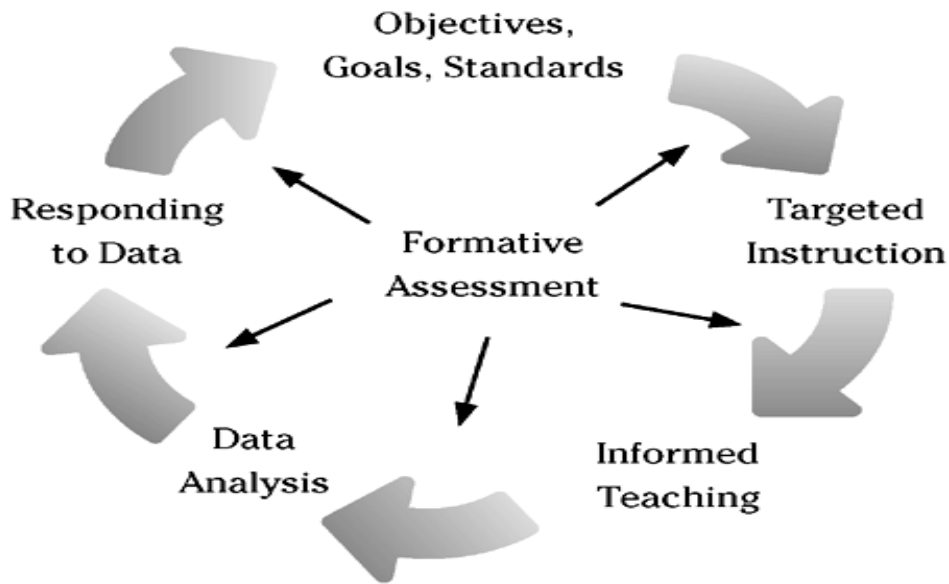 Objectives,
Goals, Standards
Targeted
Instruction
Informed
Teaching
Data
Analysis
Responding
to Data
Formative
Assessment